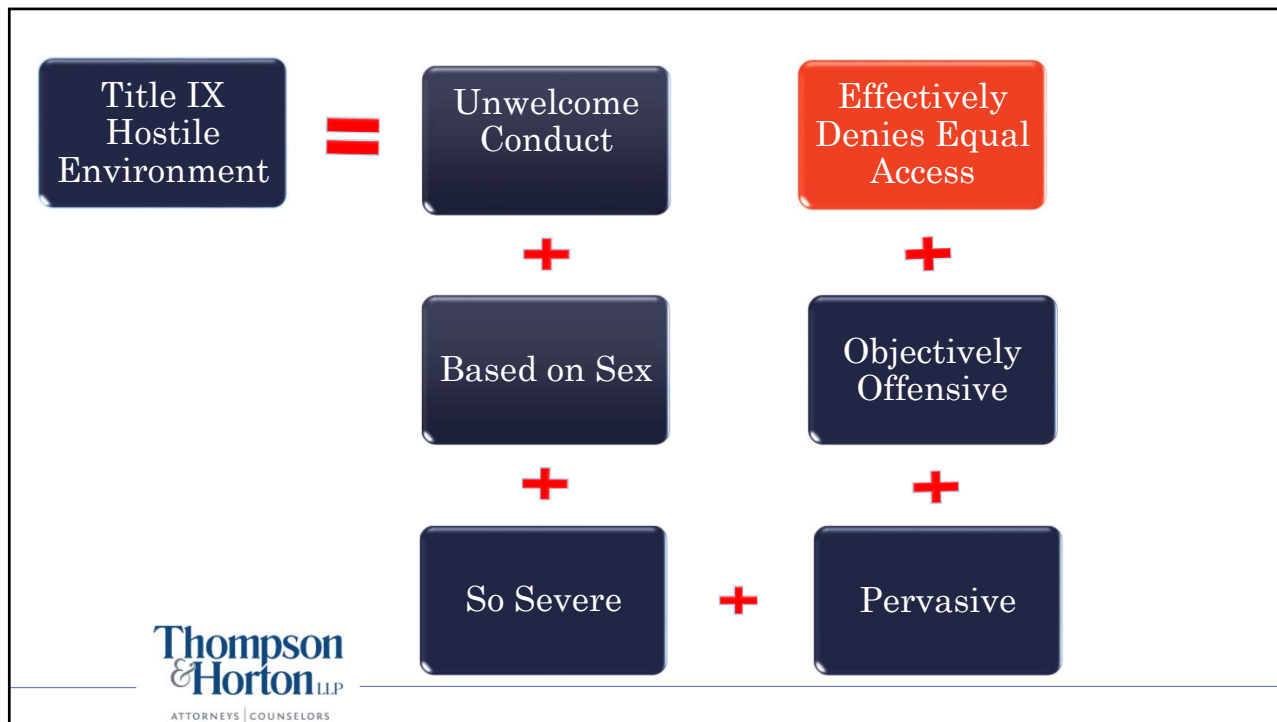 Title IX
Hostile
Environment
=
Unwelcome
Conduct
+
Based on Sex
+
So Severe
+
Pervasive
+
Objectively
Offensive
+
Effectively
Denies Equal
Access
Thompson
&Horton LLP
ATTORNEYS | COUNSELORS